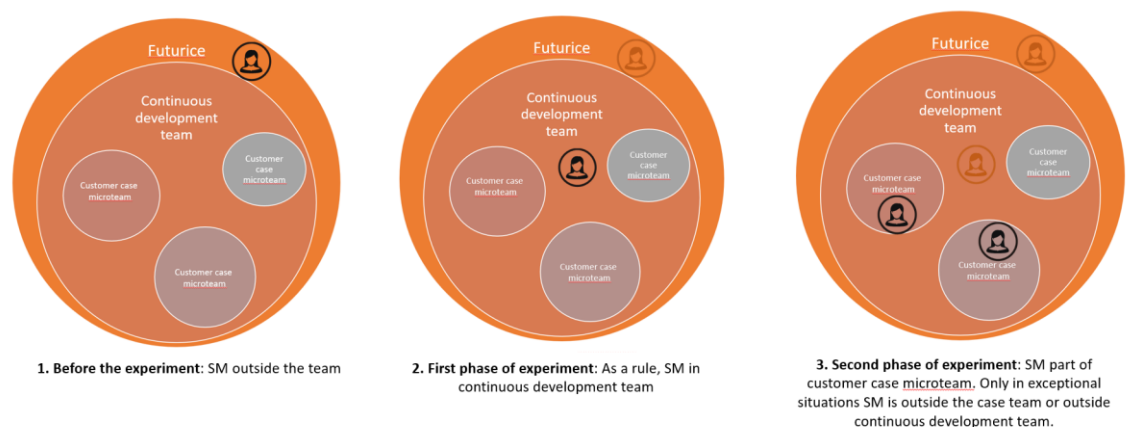 Futurice
Continuous
development
team
Customer
case
microteam
Customer case
microteam
Customer case
microteam
1. Before the experiment: SM outside the team
Futurice
Continuous
development
team
Customer
case
microteam
Customer case
microteam
Customer case
microteam
2. First phase of experiment: As a rule, SM in
continuous development team
Futurice
Continuous
development
team
Customer
case
microteam
Customer case
microteam
Customer case
microteam
3. Second phase of experiment: SM part of
customer case microteam. Only in exceptional
situations SM is outside the case team or outside
continuous development team.